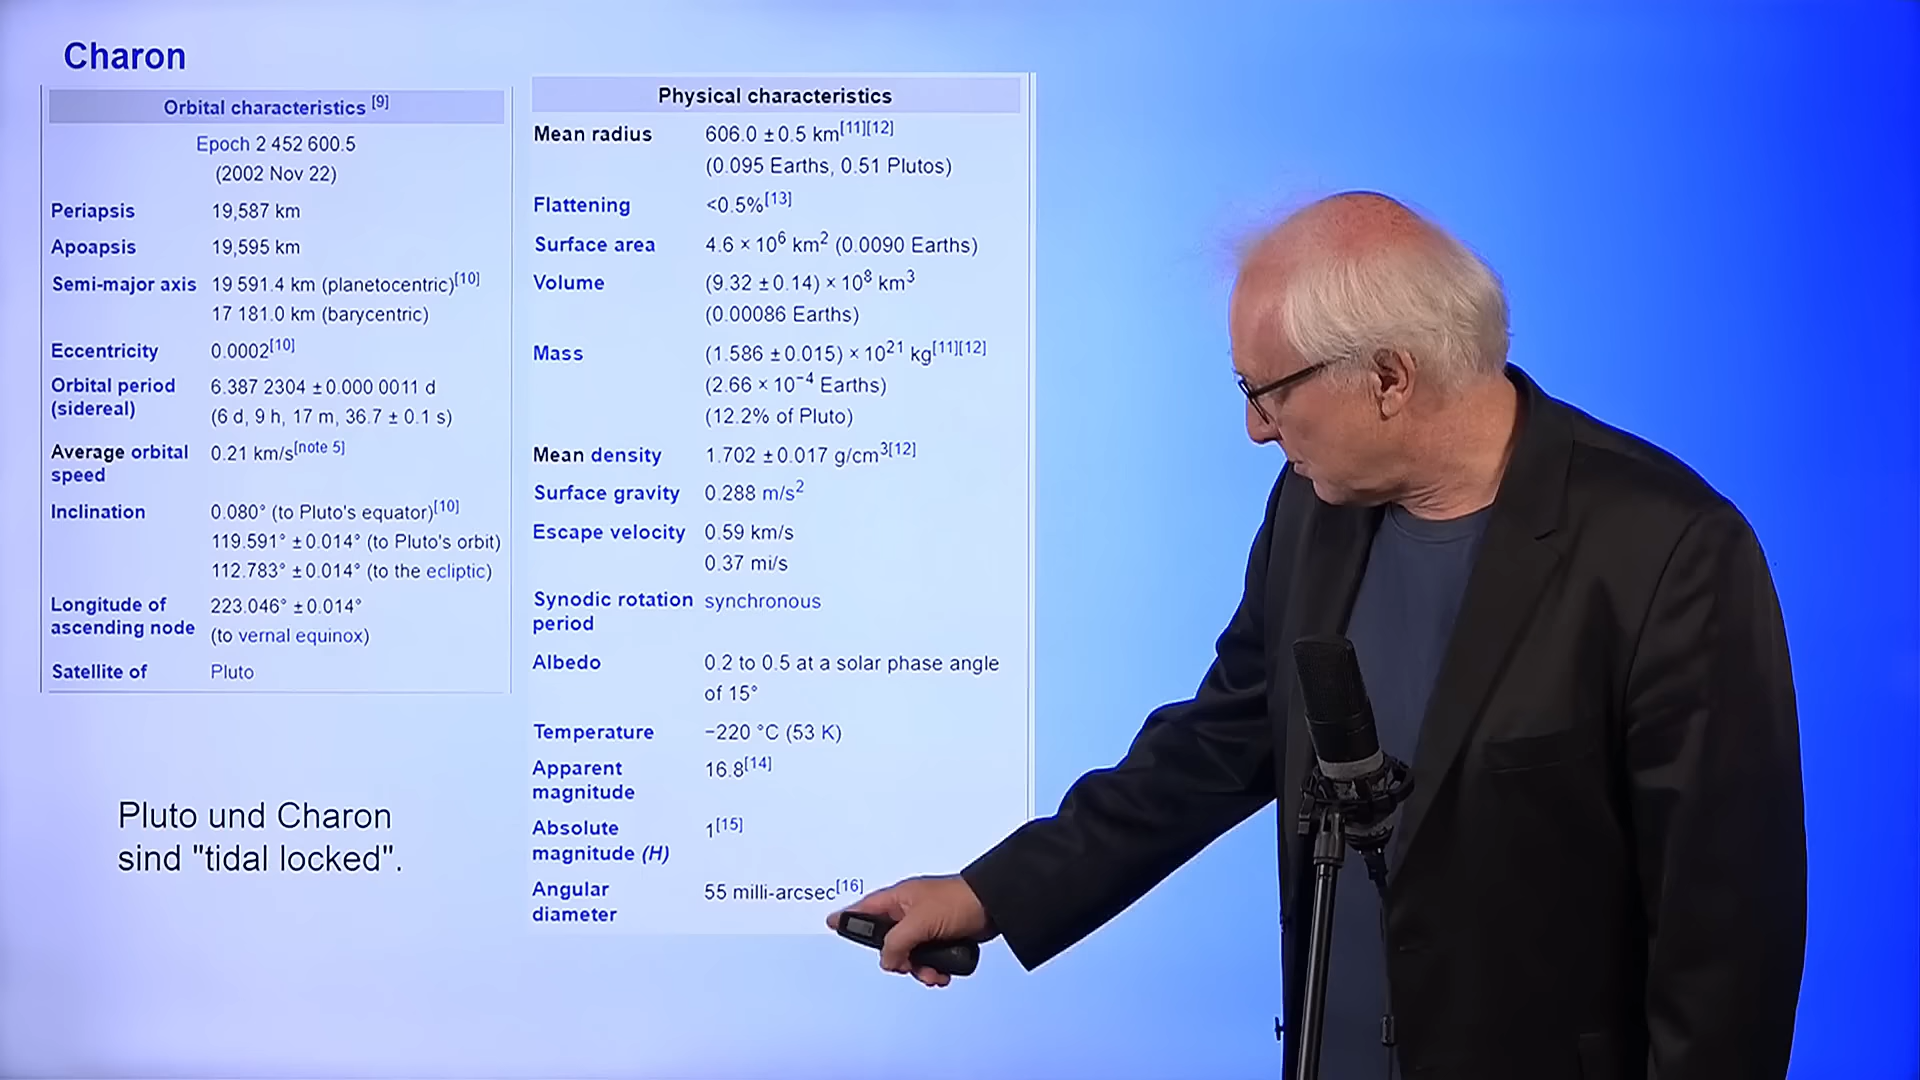 Charon
Orbital characteristics [9]
Epoch 2 452 600.5
(2002 Nov 22)
Periapsis 19,587 km
Apoapsis 19,595 km
Semi-major axis 19 591.4 km (planetocentric)[10]
17 181.0 km (barycentric)
Eccentricity 0.0002[10]
Orbital period 6.387 2304 ±0.000 0011 d
(sidereal) (6 d, 9 h, 17 m, 36.7 ± 0.1 s)
Average orbital 0.21 km/s[note 5]
speed
Inclination 0.080° (to Pluto's equator)[10]
119.591° ±0.014° (to Pluto's orbit)
112.783° ±0.014° (to the ecliptic)
Longitude of 223.046° ±0.014°
ascending node (to vernal equinox)
Satellite of Pluto
Physical characteristics
Mean radius 606.0 ±0.5 km[11][12]
(0.095 Earths, 0.51 Plutos)
Flattening <0.5%[13]
Surface area 4.6 × 10⁶ km² (0.0090 Earths)
Volume (9.32 ±0.14) × 10⁸ km³
(0.00086 Earths)
Mass (1.586 ±0.015) × 10²¹ kg[11][12]
(2.66 × 10⁻⁴ Earths)
(12.2% of Pluto)
Mean density 1.702 ±0.017 g/cm³[12]
Surface gravity 0.288 m/s²
Escape velocity 0.59 km/s
0.37 mi/s
Synodic rotation synchronous
period
Albedo 0.2 to 0.5 at a solar phase angle
of 15°
Temperature −220 °C (53 K)
Apparent 16.8[14]
magnitude
Absolute 1[15]
magnitude (H)
Angular 55 milli-arcsec[16]
diameter
Pluto und Charon
sind "tidal locked".